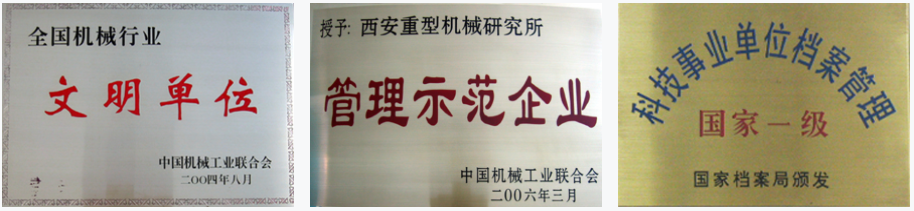 全国机械行业
文明单位
中国机械工业联合会
二〇〇四年八月
授予: 西安重型机械研究所
管理示范企业
中国机械工业联合会
二〇〇六年三月
科技事业单位档案管理
国家一级
国家档案局颁发